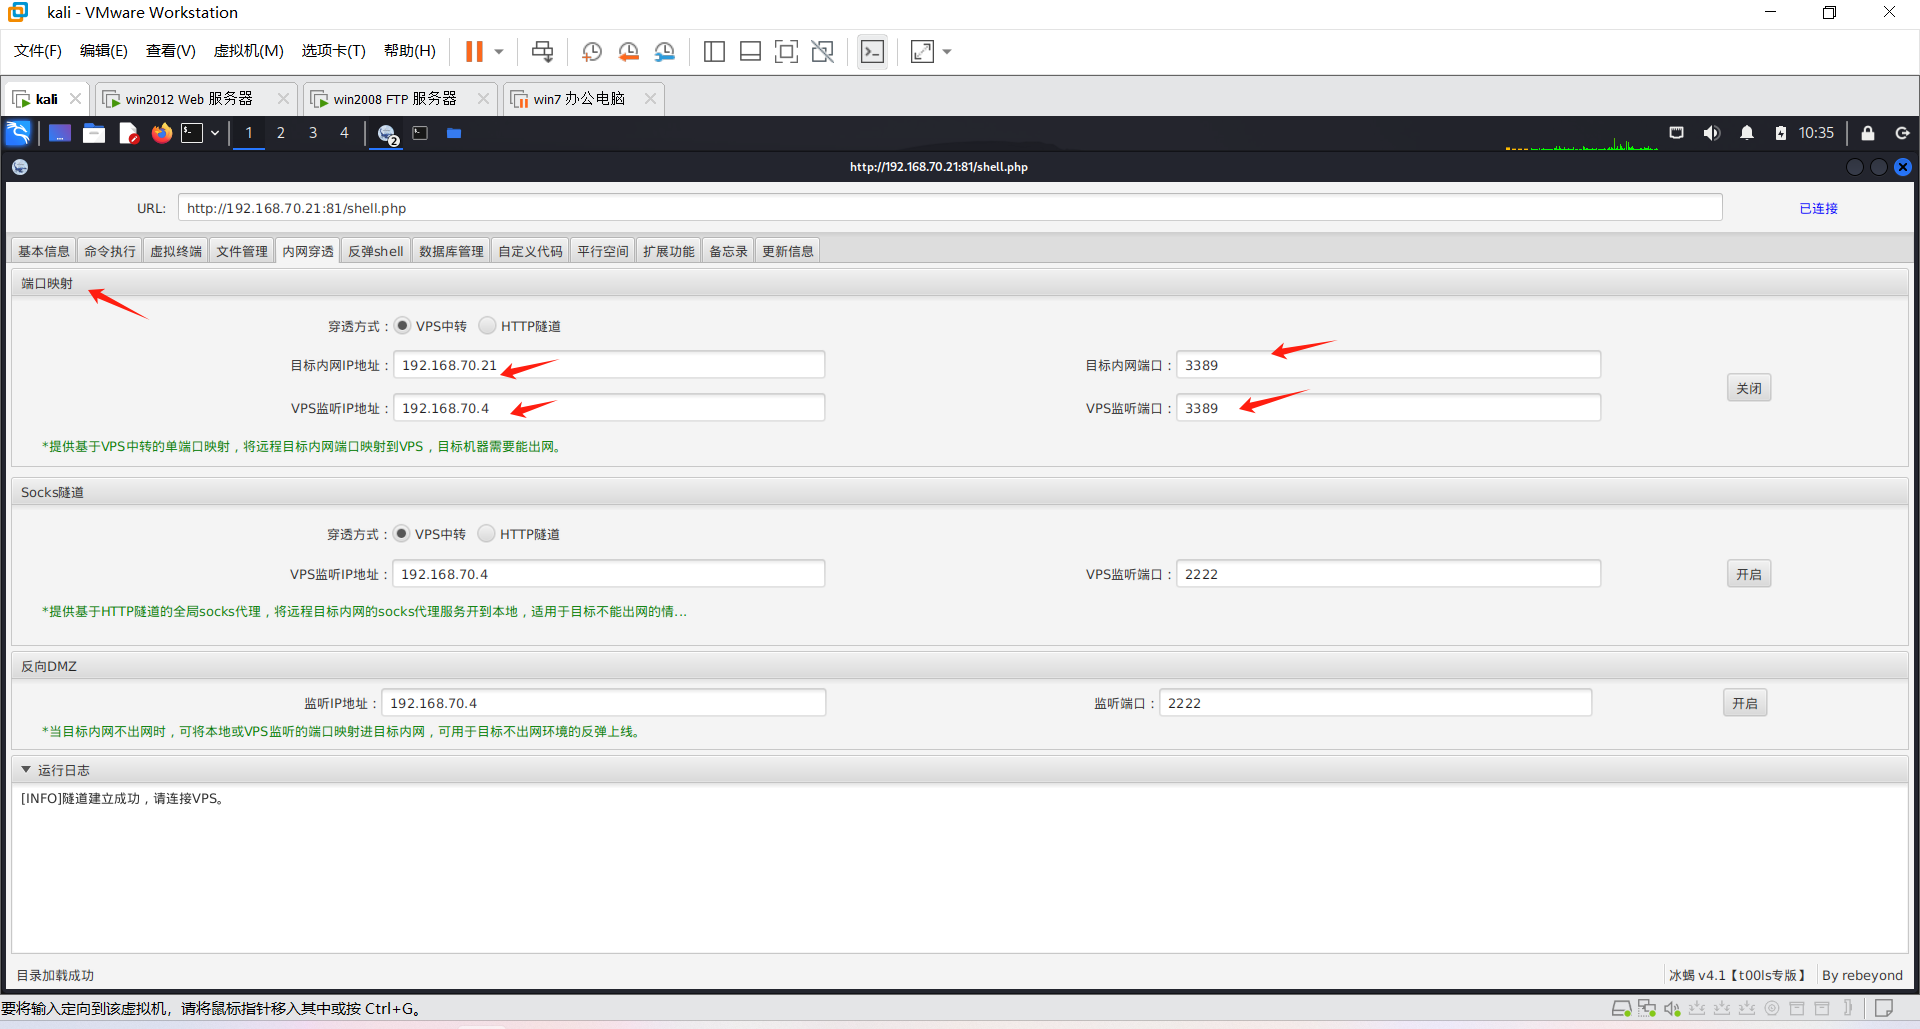 kali - VMware Workstation
文件(F) 编辑(E) 查看(V) 虚拟机(M) 选项卡(T) 帮助(H)
kali win2012 Web 服务器 win2008 FTP 服务器 win7 办公电脑
1 2 3 4 2 10:35
http://192.168.70.21:81/shell.php
URL: http://192.168.70.21:81/shell.php 已连接
基本信息 命令执行 虚拟终端 文件管理 内网穿透 反弹shell 数据库管理 自定义代码 平行空间 扩展功能 备忘录 更新信息
端口映射
穿透方式： VPS中转 HTTP隧道
目标内网IP地址： 192.168.70.21 目标内网端口： 3389
关闭
VPS监听IP地址： 192.168.70.4 VPS监听端口： 3389
*提供基于VPS中转的单端口映射，将远程目标内网端口映射到VPS，目标机器需要能出网。
Socks隧道
穿透方式： VPS中转 HTTP隧道
VPS监听IP地址： 192.168.70.4 VPS监听端口： 2222 开启
*提供基于HTTP隧道的全局socks代理，将远程目标内网的socks代理服务开到本地，适用于目标不能出网的情...
反向DMZ
监听IP地址： 192.168.70.4 监听端口： 2222 开启
*当目标内网不出网时，可将本地或VPS监听的端口映射进目标内网，可用于目标不出网环境的反弹上线。
运行日志
[INFO]隧道建立成功，请连接VPS。
目录加载成功 冰蝎 v4.1【t00ls专版】 By rebeyond
要将输入定向到该虚拟机，请将鼠标指针移入其中或按 Ctrl+G。